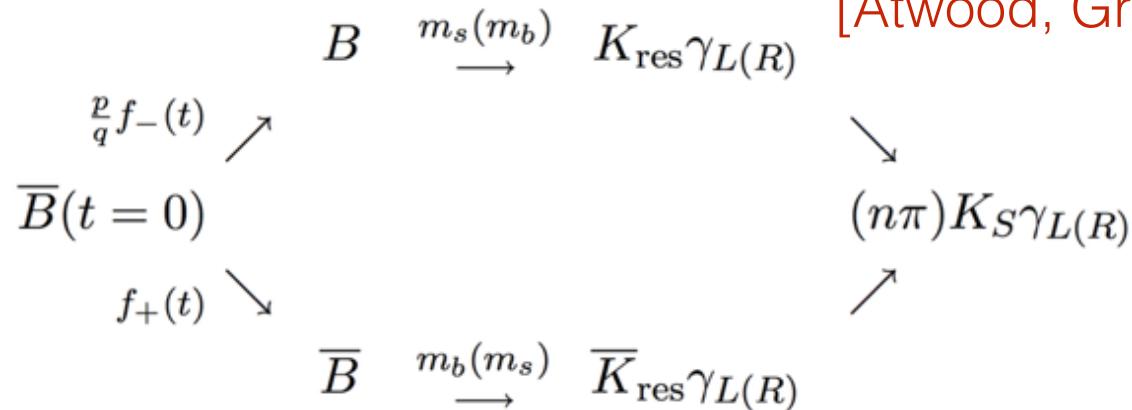 [Atwood, Gr
B m_s(m_b) ⟶ K_res γ_L(R)
p/q f_−(t) ↗ ↘
B̄(t = 0) (nπ)K_S γ_L(R)
f_+(t) ↘ ↗
B̄ m_b(m_s) ⟶ K̄_res γ_L(R)